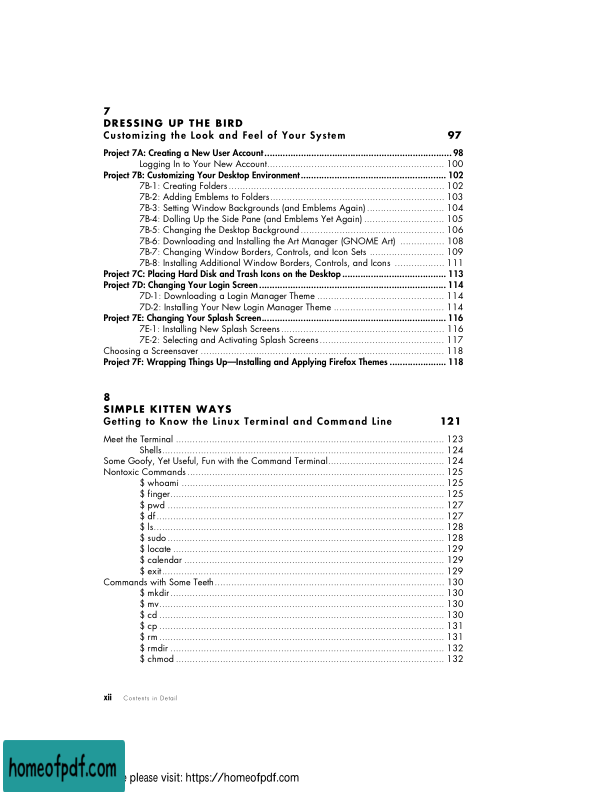 7
DRESSING UP THE BIRD
Customizing the Look and Feel of Your System 97
Project 7A: Creating a New User Account 98
Logging In to Your New Account 100
Project 7B: Customizing Your Desktop Environment 102
7B-1: Creating Folders 102
7B-2: Adding Emblems to Folders 103
7B-3: Setting Window Backgrounds (and Emblems Again) 104
7B-4: Dolling Up the Side Pane (and Emblems Yet Again) 105
7B-5: Changing the Desktop Background 106
7B-6: Downloading and Installing the Art Manager (GNOME Art) 108
7B-7: Changing Window Borders, Controls, and Icon Sets 109
7B-8: Installing Additional Window Borders, Controls, and Icons 111
Project 7C: Placing Hard Disk and Trash Icons on the Desktop 113
Project 7D: Changing Your Login Screen 114
7D-1: Downloading a Login Manager Theme 114
7D-2: Installing Your New Login Manager Theme 114
Project 7E: Changing Your Splash Screen 116
7E-1: Installing New Splash Screens 116
7E-2: Selecting and Activating Splash Screens 117
Choosing a Screensaver 118
Project 7F: Wrapping Things Up—Installing and Applying Firefox Themes 118
8
SIMPLE KITTEN WAYS
Getting to Know the Linux Terminal and Command Line 121
Meet the Terminal 123
Shells 124
Some Goofy, Yet Useful, Fun with the Command Terminal 124
Nontoxic Commands 125
$ whoami 125
$ finger 125
$ pwd 127
$ df 127
$ ls 128
$ sudo 128
$ locate 129
$ calendar 129
$ exit 129
Commands with Some Teeth 130
$ mkdir 130
$ mv 130
$ cd 130
$ cp 131
$ rm 131
$ rmdir 132
$ chmod 132
xii Contents in Detail
homeofpdf.com
please visit: https://homeofpdf.com